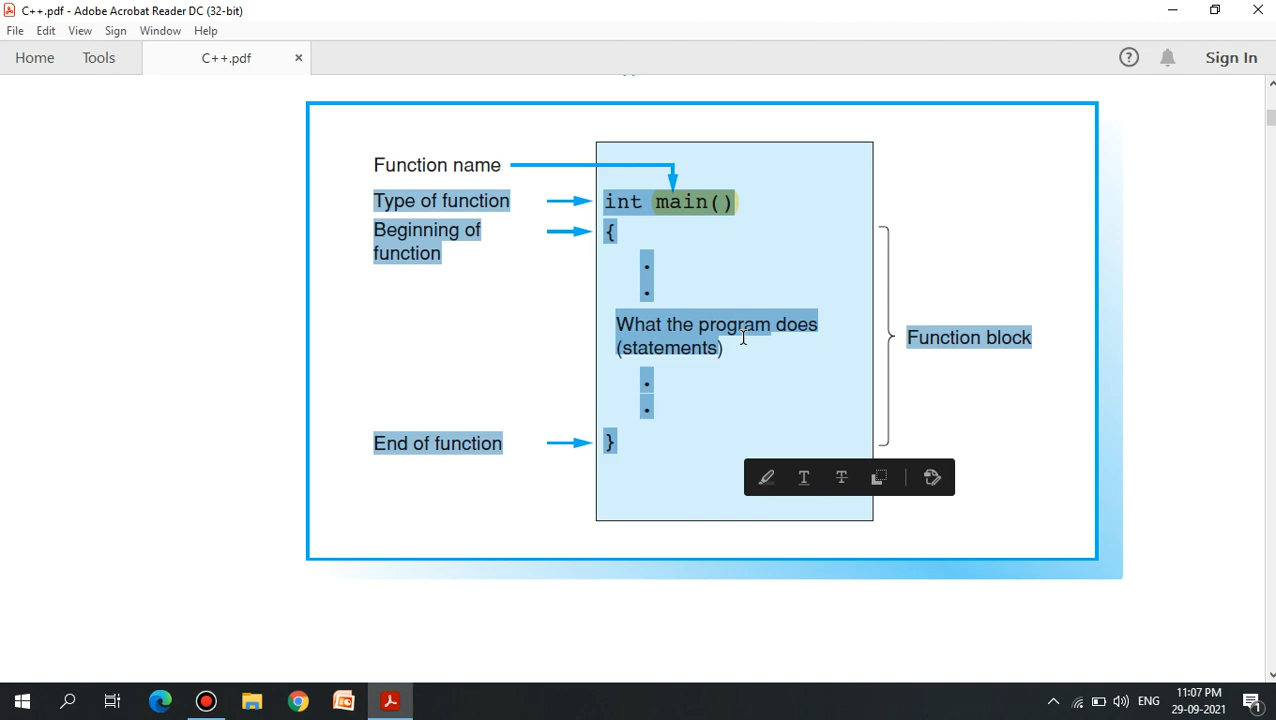 C++.pdf - Adobe Acrobat Reader DC (32-bit)
File Edit View Sign Window Help
Home Tools C++.pdf × ? Sign In
Function name
Type of function int main()
Beginning of
function
{
.
.
What the program does
(statements)
Function block
.
.
End of function }
ENG
11:07 PM
29-09-2021
1